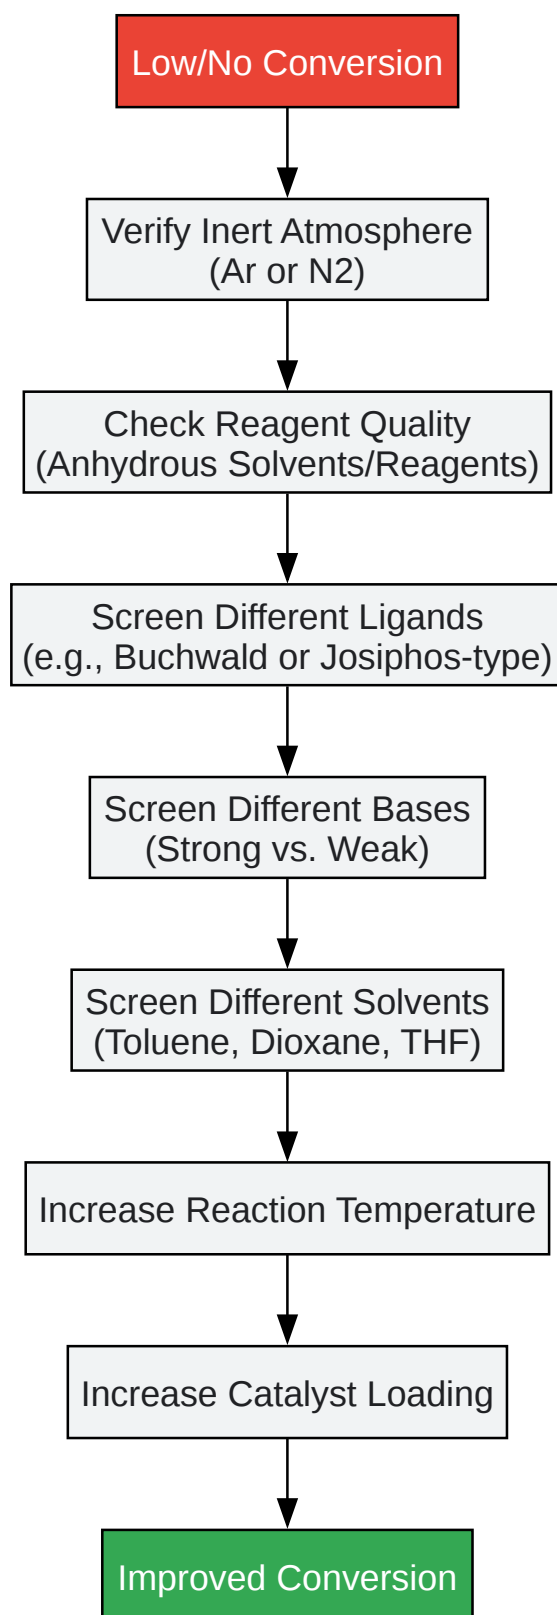 Low/No Conversion
Verify Inert Atmosphere
(Ar or N2)
Check Reagent Quality
(Anhydrous Solvents/Reagents)
Screen Different Ligands
(e.g., Buchwald or Josiphos-type)
Screen Different Bases
(Strong vs. Weak)
Screen Different Solvents
(Toluene, Dioxane, THF)
Increase Reaction Temperature
Increase Catalyst Loading
Improved Conversion